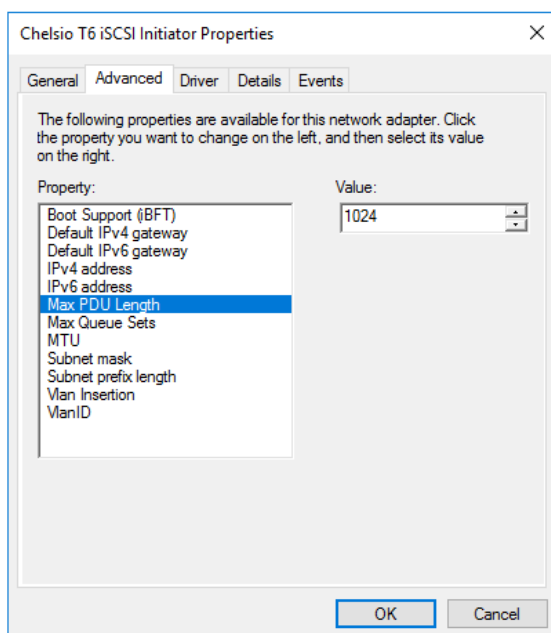 Chelsio T6 iSCSI Initiator Properties
General Advanced Driver Details Events
The following properties are available for this network adapter. Click
the property you want to change on the left, and then select its value
on the right.
Property: Value:
Boot Support (iBFT) 1024
Default IPv4 gateway
Default IPv6 gateway
IPv4 address
IPv6 address
Max PDU Length
Max Queue Sets
MTU
Subnet mask
Subnet prefix length
Vlan Insertion
VlanID
OK Cancel